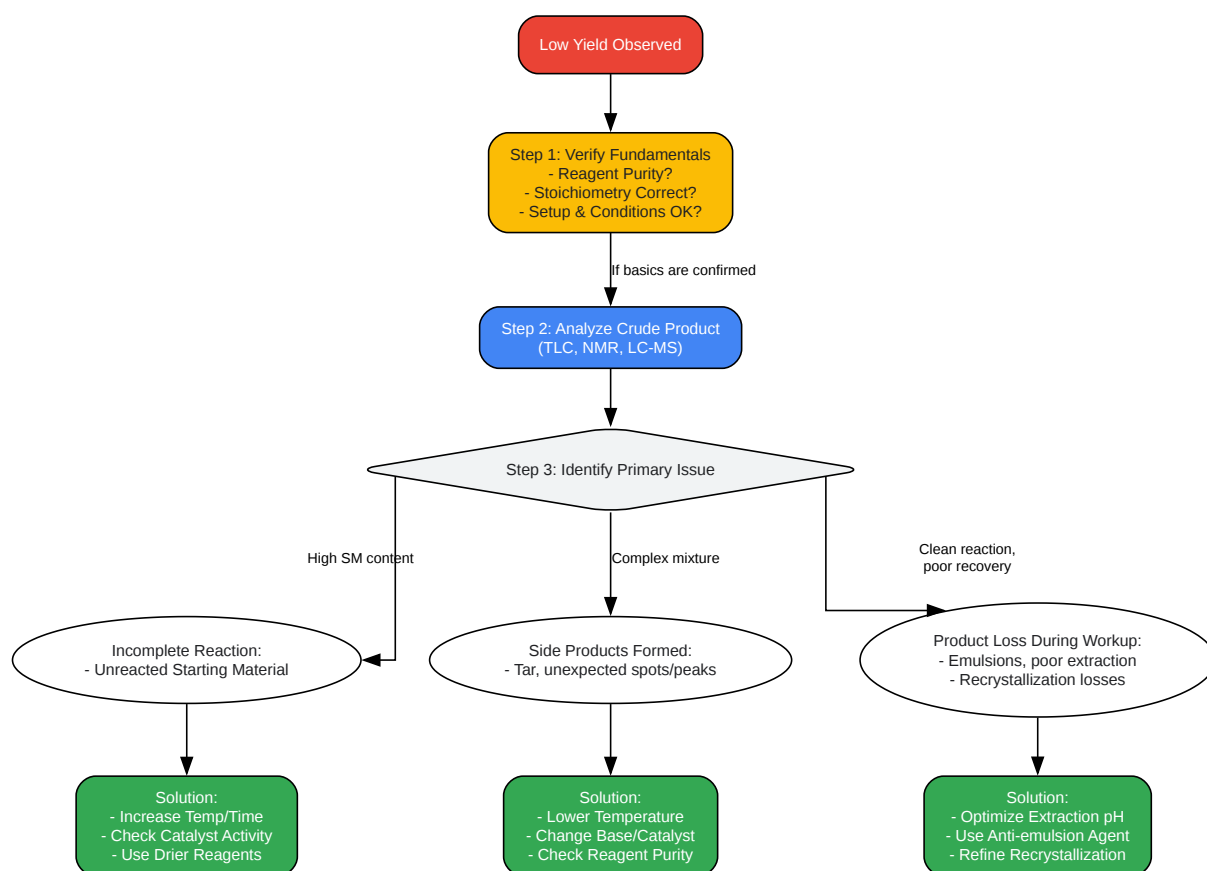 Low Yield Observed
Step 1: Verify Fundamentals
- Reagent Purity?
- Stoichiometry Correct?
- Setup & Conditions OK?
If basics are confirmed
Step 2: Analyze Crude Product
(TLC, NMR, LC-MS)
Step 3: Identify Primary Issue
High SM content
Complex mixture
Clean reaction,
poor recovery
Incomplete Reaction:
- Unreacted Starting Material
Side Products Formed:
- Tar, unexpected spots/peaks
Product Loss During Workup:
- Emulsions, poor extraction
- Recrystallization losses
Solution:
- Increase Temp/Time
- Check Catalyst Activity
- Use Drier Reagents
Solution:
- Lower Temperature
- Change Base/Catalyst
- Check Reagent Purity
Solution:
- Optimize Extraction pH
- Use Anti-emulsion Agent
- Refine Recrystallization